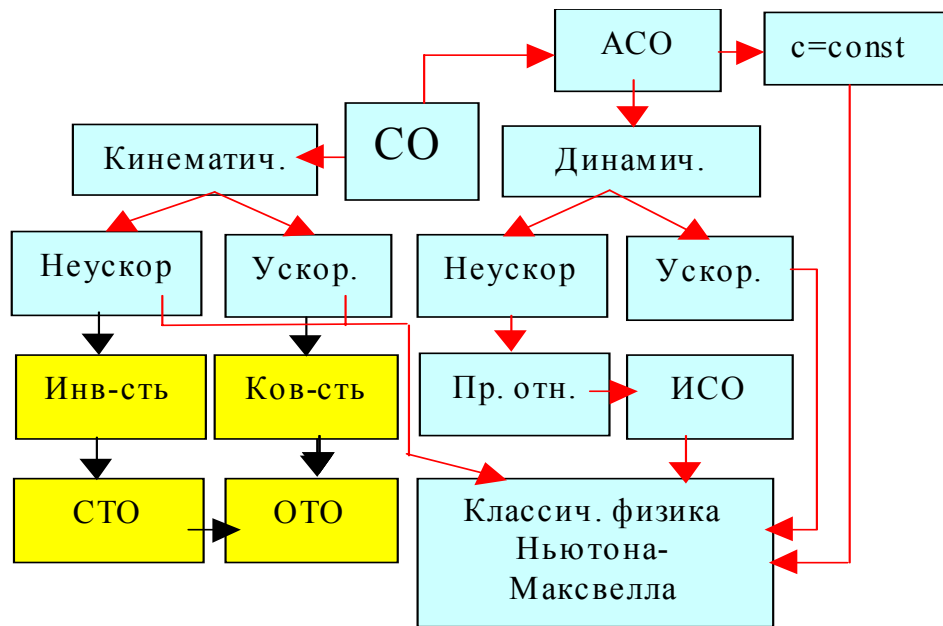 АСО
c=const
СО
Кинематич.
Динамич.
Неускор
Ускор.
Неускор
Ускор.
Инв-сть
Ков-сть
Пр. отн.
ИСО
СТО
ОТО
Классич. физика
Ньютона-
Максвелла